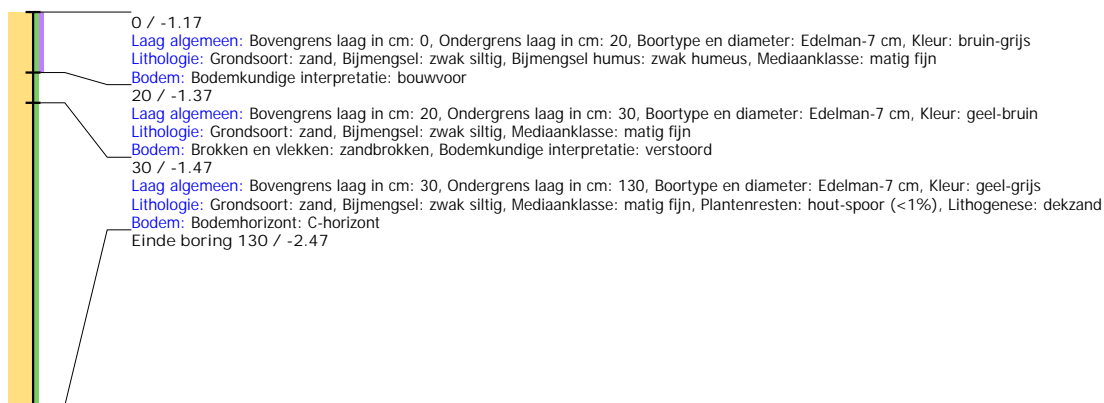 0 / -1.17
Laag algemeen: Bovengrens laag in cm: 0, Ondergrens laag in cm: 20, Boortype en diameter: Edelman-7 cm, Kleur: bruin-grijs
Lithologie: Grondsoort: zand, Bijmengsel: zwak siltig, Bijmengsel humus: zwak humeus, Mediaanklasse: matig fijn
Bodem: Bodemkundige interpretatie: bouwvoor
20 / -1.37
Laag algemeen: Bovengrens laag in cm: 20, Ondergrens laag in cm: 30, Boortype en diameter: Edelman-7 cm, Kleur: geel-bruin
Lithologie: Grondsoort: zand, Bijmengsel: zwak siltig, Mediaanklasse: matig fijn
Bodem: Brokken en vlekken: zandbrokken, Bodemkundige interpretatie: verstoord
30 / -1.47
Laag algemeen: Bovengrens laag in cm: 30, Ondergrens laag in cm: 130, Boortype en diameter: Edelman-7 cm, Kleur: geel-grijs
Lithologie: Grondsoort: zand, Bijmengsel: zwak siltig, Mediaanklasse: matig fijn, Plantenresten: hout-spoor (<1%), Lithogenese: dekzand
Bodem: Bodemhorizont: C-horizont
Einde boring 130 / -2.47